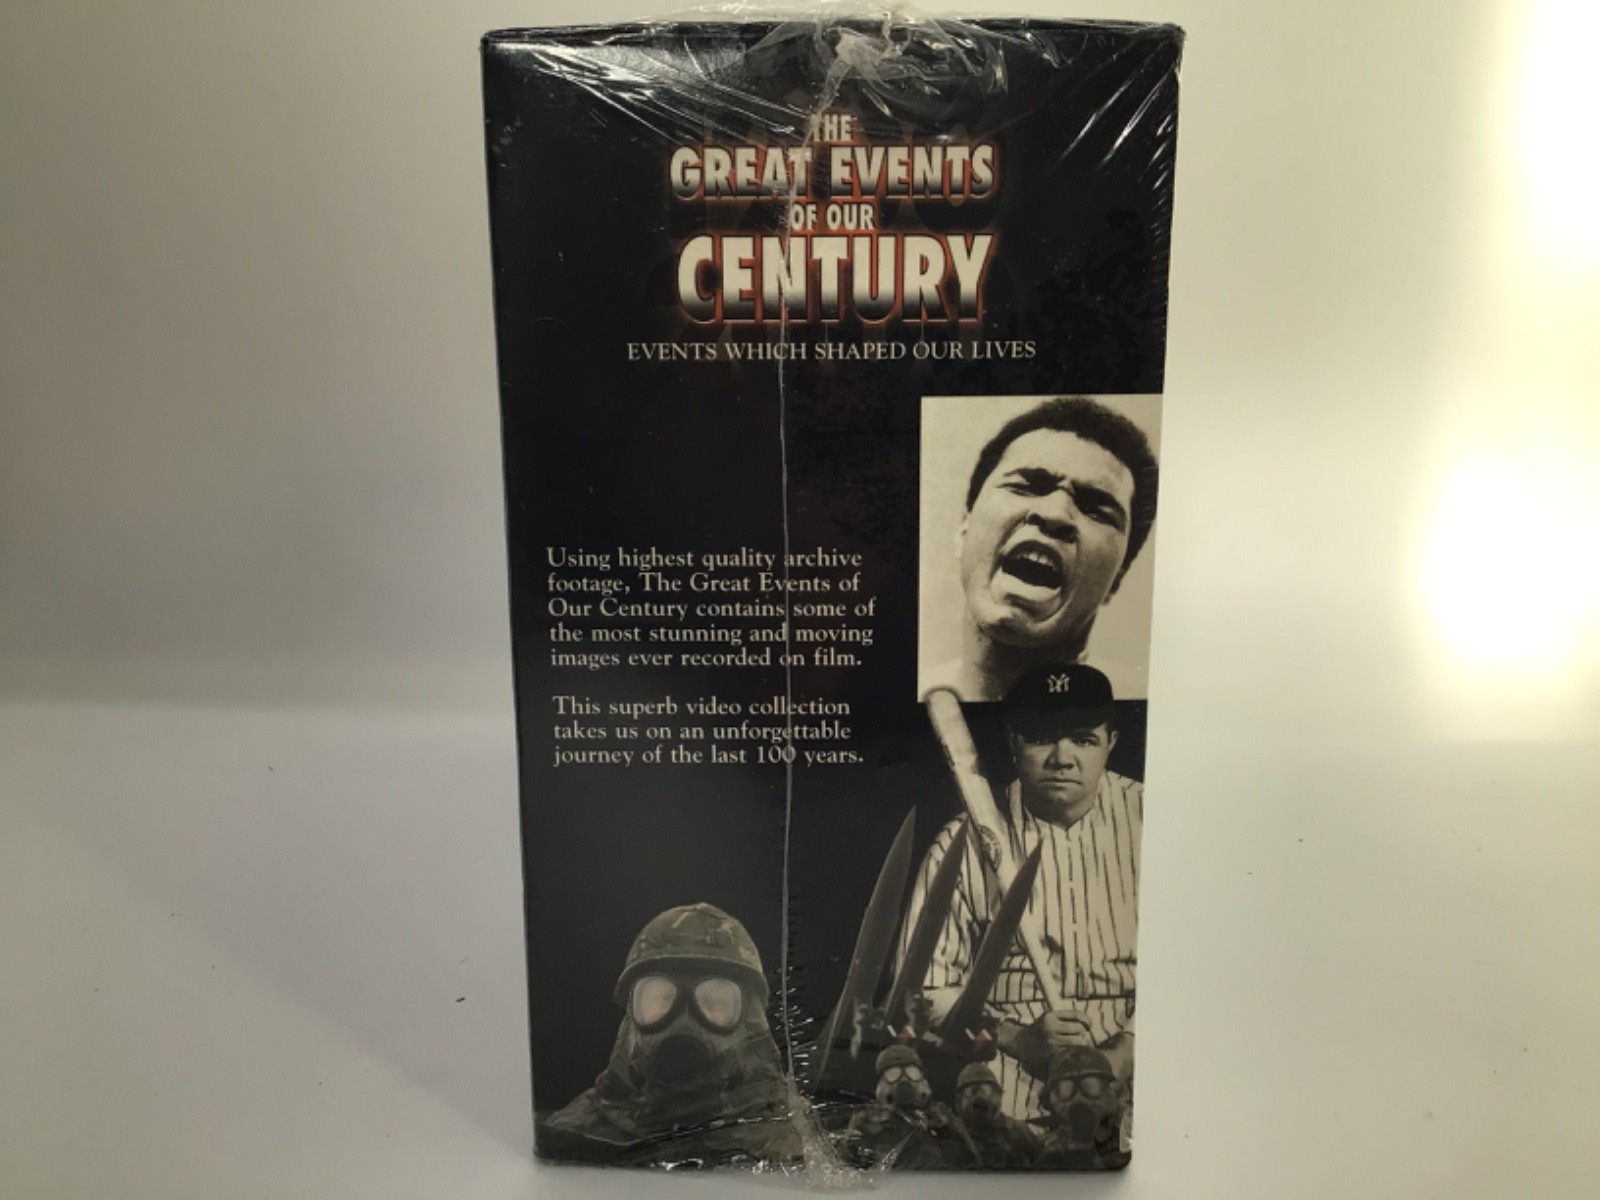 THE
GREAT EVENTS
OF OUR
CENTURY
EVENTS WHICH SHAPED OUR LIVES
Using highest quality archive
footage, The Great Events of
Our Century contains some of
the most stunning and moving
images ever recorded on film.
This superb video collection
takes us on an unforgettable
journey of the last 100 years.
NY